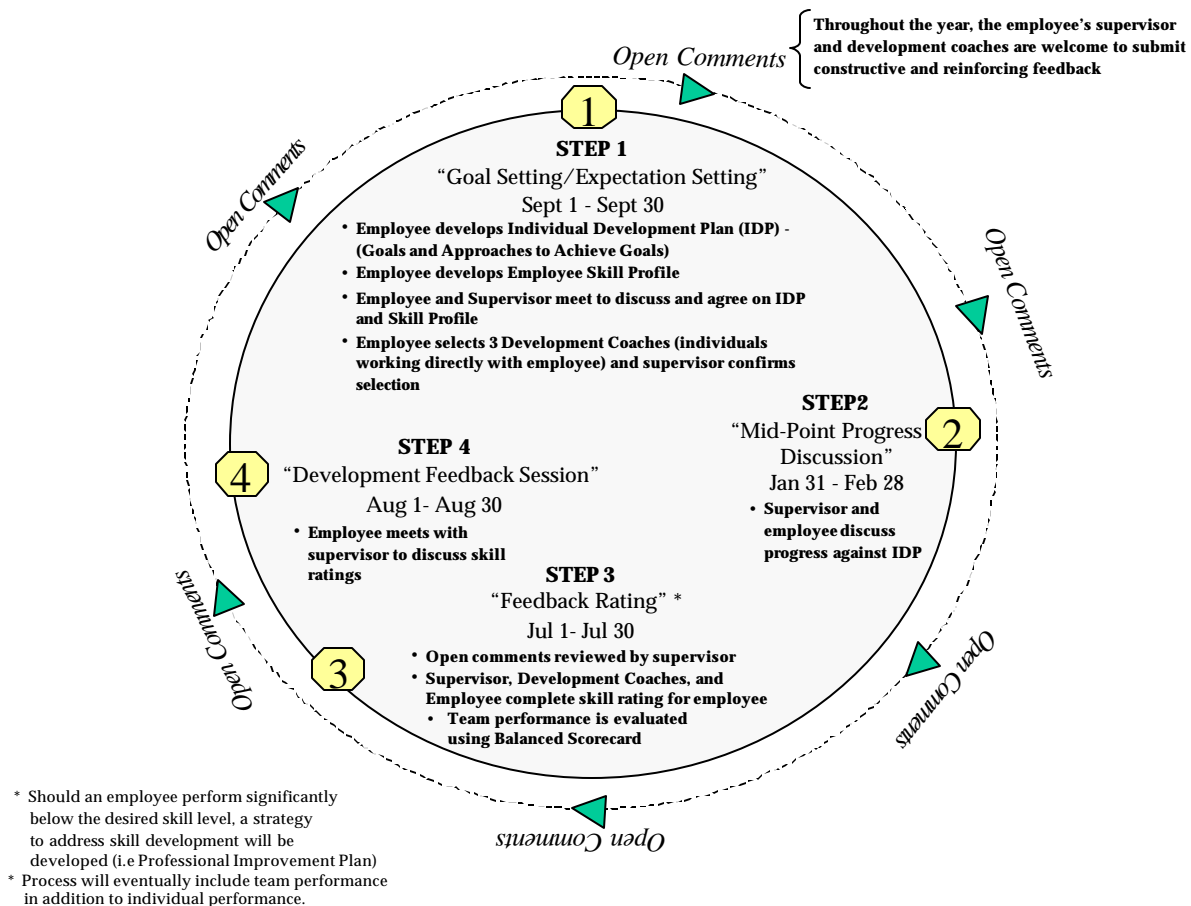 Throughout the year, the employee's supervisor
and development coaches are welcome to submit
constructive and reinforcing feedback
Open Comments
1
STEP 1
“Goal Setting/Expectation Setting”
Sept 1 - Sept 30
• Employee develops Individual Development Plan (IDP) -
(Goals and Approaches to Achieve Goals)
• Employee develops Employee Skill Profile
• Employee and Supervisor meet to discuss and agree on IDP
and Skill Profile
• Employee selects 3 Development Coaches (individuals
working directly with employee) and supervisor confirms
selection
Open Comments
Open Comments
STEP2
“Mid-Point Progress
Discussion”
Jan 31 - Feb 28
• Supervisor and
employee discuss
progress against IDP
2
STEP 4
“Development Feedback Session”
Aug 1- Aug 30
• Employee meets with
supervisor to discuss skill
ratings
4
STEP 3
“Feedback Rating” *
Jul 1- Jul 30
• Open comments reviewed by supervisor
• Supervisor, Development Coaches, and
Employee complete skill rating for employee
• Team performance is evaluated
using Balanced Scorecard
3
Open Comments
Open Comments
Open Comments
* Should an employee perform significantly
below the desired skill level, a strategy
to address skill development will be
developed (i.e Professional Improvement Plan)
* Process will eventually include team performance
in addition to individual performance.